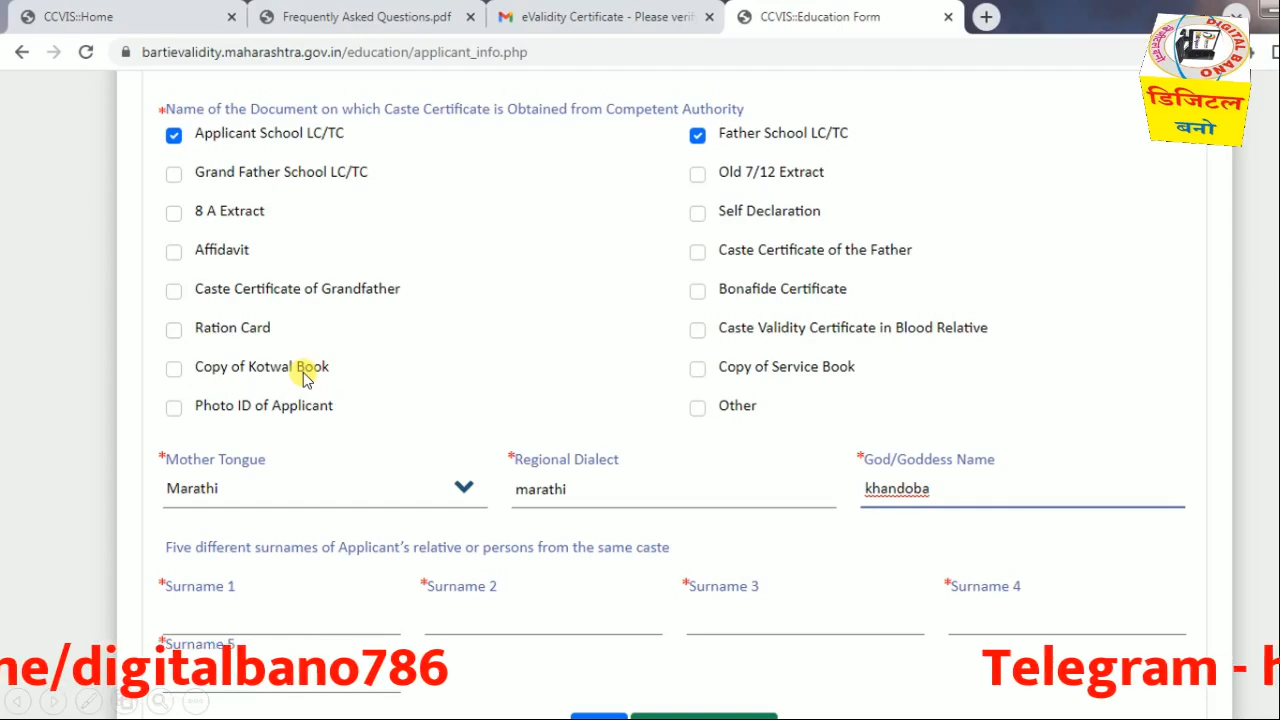 CCVIS::Home
Frequently Asked Questions.pdf
eValidity Certificate - Please verif
CCVIS::Education Form
bartievalidity.maharashtra.gov.in/education/applicant_info.php
DIGITAL
BANO
डिजिटल
बनो
*Name of the Document on which Caste Certificate is Obtained from Competent Authority
Applicant School LC/TC
Father School LC/TC
Grand Father School LC/TC
Old 7/12 Extract
8 A Extract
Self Declaration
Affidavit
Caste Certificate of the Father
Caste Certificate of Grandfather
Bonafide Certificate
Ration Card
Caste Validity Certificate in Blood Relative
Copy of Kotwal Book
Copy of Service Book
Photo ID of Applicant
Other
*Mother Tongue
*Regional Dialect
*God/Goddess Name
Marathi
marathi
khandoba
Five different surnames of Applicant's relative or persons from the same caste
*Surname 1
*Surname 2
*Surname 3
*Surname 4
*Surname 5
ne/digitalbano786
Telegram - h